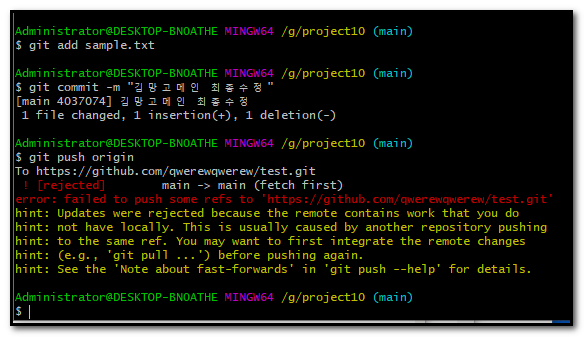 Administrator@DESKTOP-BNOATHE MINGW64 /g/project10 (main)
$ git add sample.txt
Administrator@DESKTOP-BNOATHE MINGW64 /g/project10 (main)
$ git commit -m "김망고메인 최종수정"
[main 4037074] 김망고메인 최종수정
1 file changed, 1 insertion(+), 1 deletion(-)
Administrator@DESKTOP-BNOATHE MINGW64 /g/project10 (main)
$ git push origin
To https://github.com/qwerewqwerew/test.git
! [rejected]        main -> main (fetch first)
error: failed to push some refs to 'https://github.com/qwerewqwerew/test.git'
hint: Updates were rejected because the remote contains work that you do
hint: not have locally. This is usually caused by another repository pushing
hint: to the same ref. You may want to first integrate the remote changes
hint: (e.g., 'git pull ...') before pushing again.
hint: See the 'Note about fast-forwards' in 'git push --help' for details.
Administrator@DESKTOP-BNOATHE MINGW64 /g/project10 (main)
$